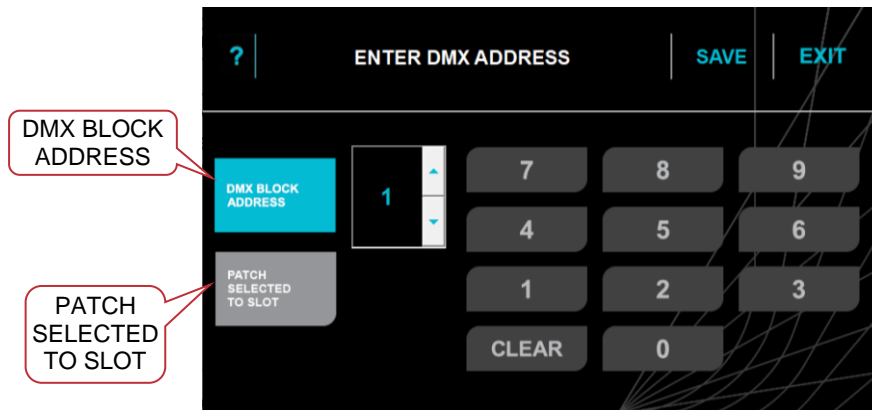 ? ENTER DMX ADDRESS SAVE EXIT
DMX BLOCK
ADDRESS
DMX BLOCK
ADDRESS
1
7 8 9
4 5 6
PATCH
SELECTED
TO SLOT
PATCH
SELECTED
TO SLOT
1 2 3
CLEAR 0